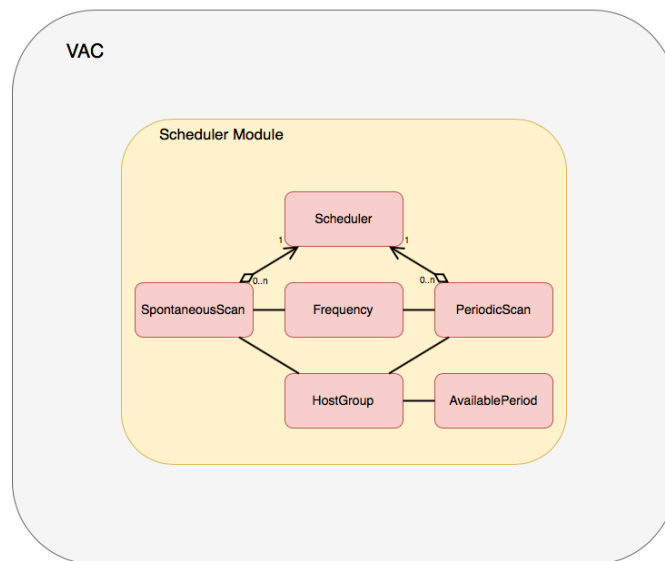 VAC
Scheduler Module
Scheduler
1
1
0..n
0..n
SpontaneousScan
Frequency
PeriodicScan
HostGroup
AvailablePeriod